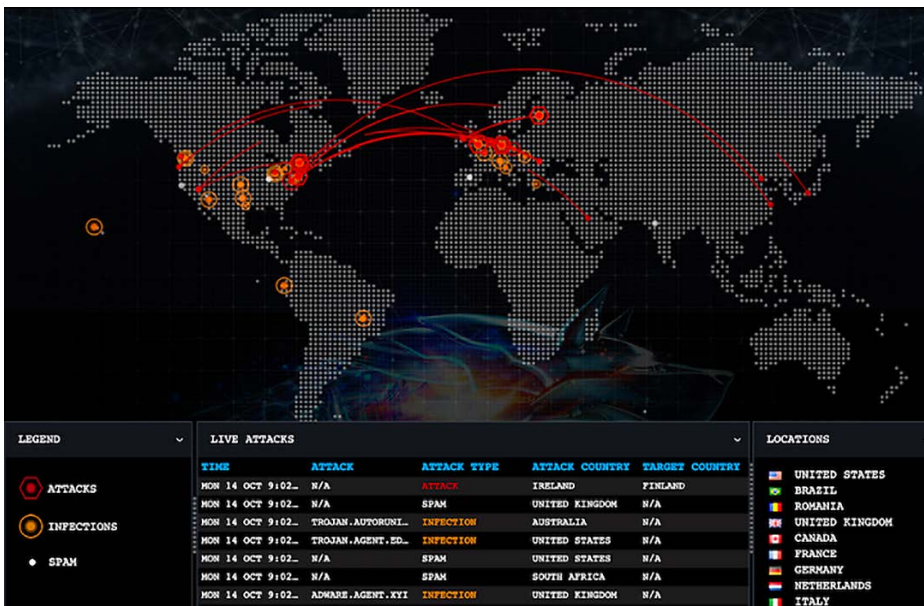 LEGEND
ATTACKS
INFECTIONS
SPAM
LIVE ATTACKS
TIME ATTACK ATTACK TYPE ATTACK COUNTRY TARGET COUNTRY
MON 14 OCT 9:02… N/A ATTACK IRELAND FINLAND
MON 14 OCT 9:02… N/A SPAM UNITED KINGDOM N/A
MON 14 OCT 9:02… TROJAN.AUTORUNI… INFECTION AUSTRALIA N/A
MON 14 OCT 9:02… TROJAN.AGENT.ED… INFECTION UNITED STATES N/A
MON 14 OCT 9:02… N/A SPAM UNITED STATES N/A
MON 14 OCT 9:02… N/A SPAM SOUTH AFRICA N/A
MON 14 OCT 9:02… ADWARE.AGENT.XYI INFECTION UNITED KINGDOM N/A
LOCATIONS
UNITED STATES
BRAZIL
ROMANIA
UNITED KINGDOM
CANADA
FRANCE
GERMANY
NETHERLANDS
ITALY